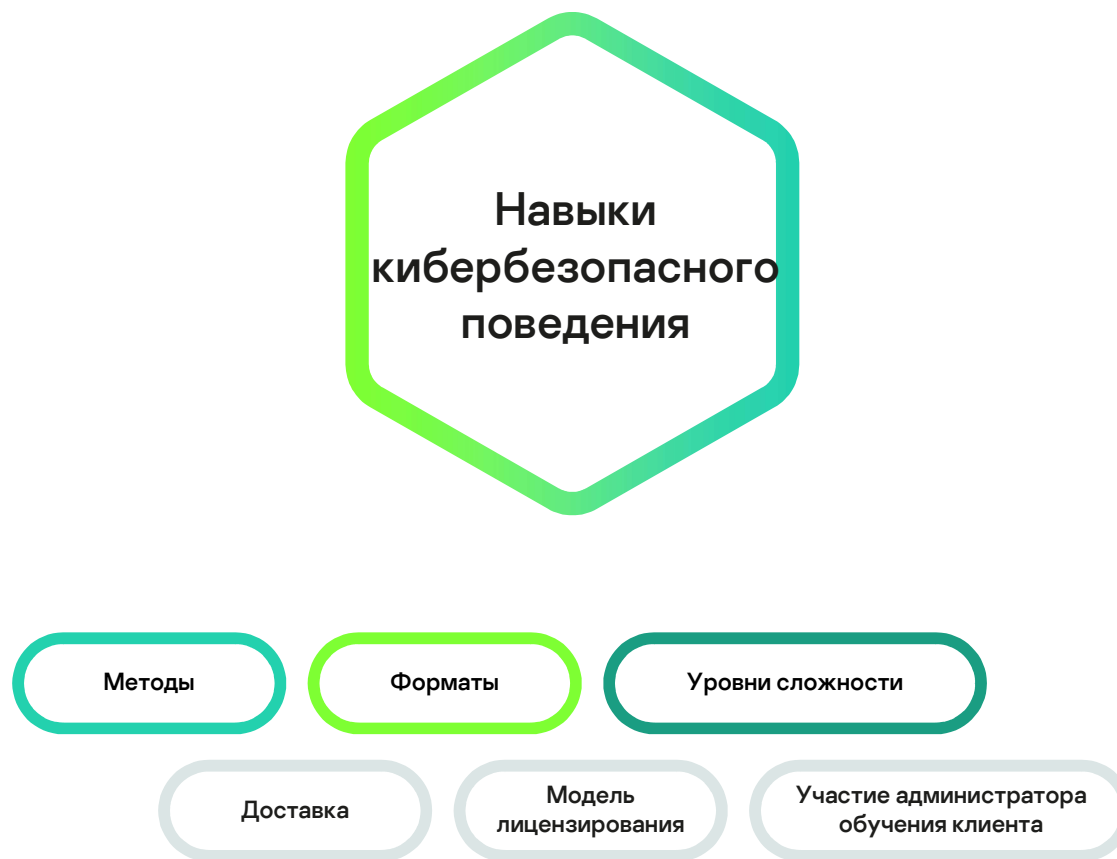 Навыки
кибербезопасного
поведения
Методы
Форматы
Уровни сложности
Доставка
Модель
лицензирования
Участие администратора
обучения клиента